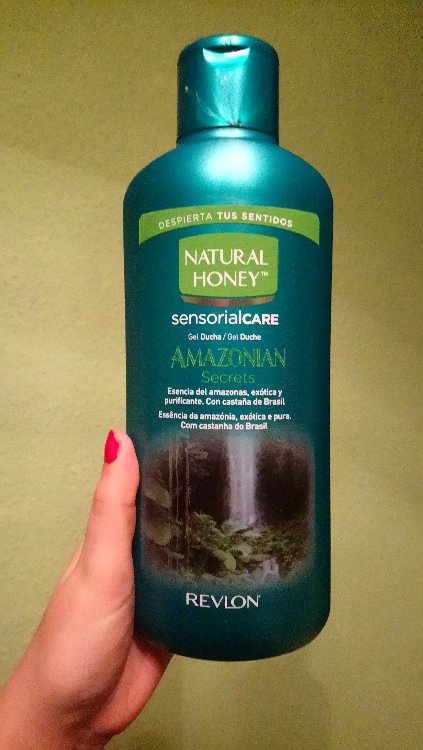 DESPIERTA TUS SENTIDOS
NATURAL
HONEY™
sensorialCARE
Gel Ducha / Gel Duche
AMAZONIAN
Secrets
Esencia del amazonas, exótica y
purificante. Con castaña de Brasil
Essência da amazónia, exótica e pura.
Com castanha do Brasil
REVLON®